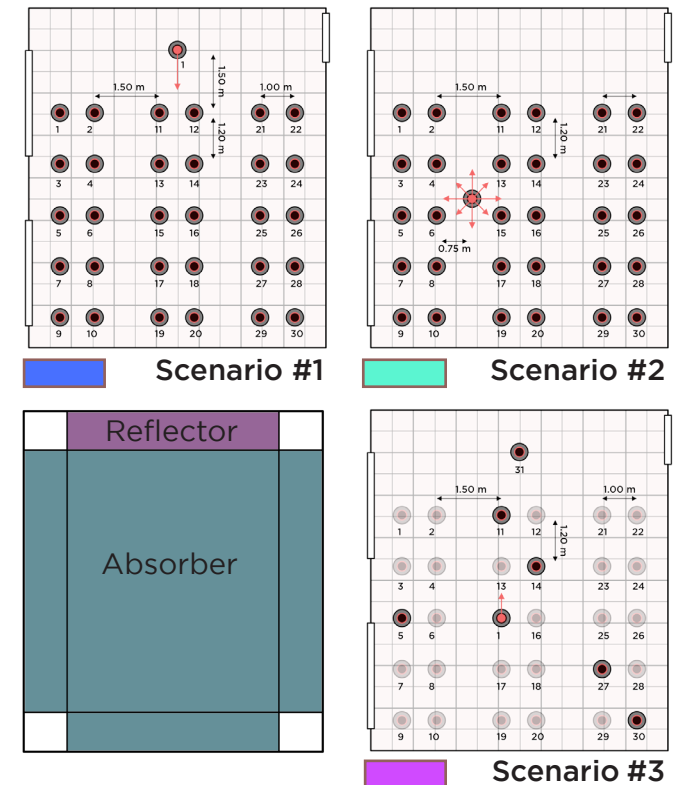 1
1.50 m
1.50 m
1.00 m
1 2 11 12 21 22
1.20 m
3 4 13 14 23 24
5 6 15 16 25 26
7 8 17 18 27 28
9 10 19 20 29 30
Scenario #1
1.50 m
1 2 11 12 21 22
1.20 m
3 4 13 14 23 24
5 6 15 16 25 26
0.75 m
7 8 17 18 27 28
9 10 19 20 29 30
Scenario #2
Reflector
Absorber
31
1.50 m
1.00 m
1 2 11 12 21 22
1.20 m
3 4 13 14 23 24
5 6 1 16 25 26
7 8 17 18 27 28
9 10 19 20 29 30
Scenario #3